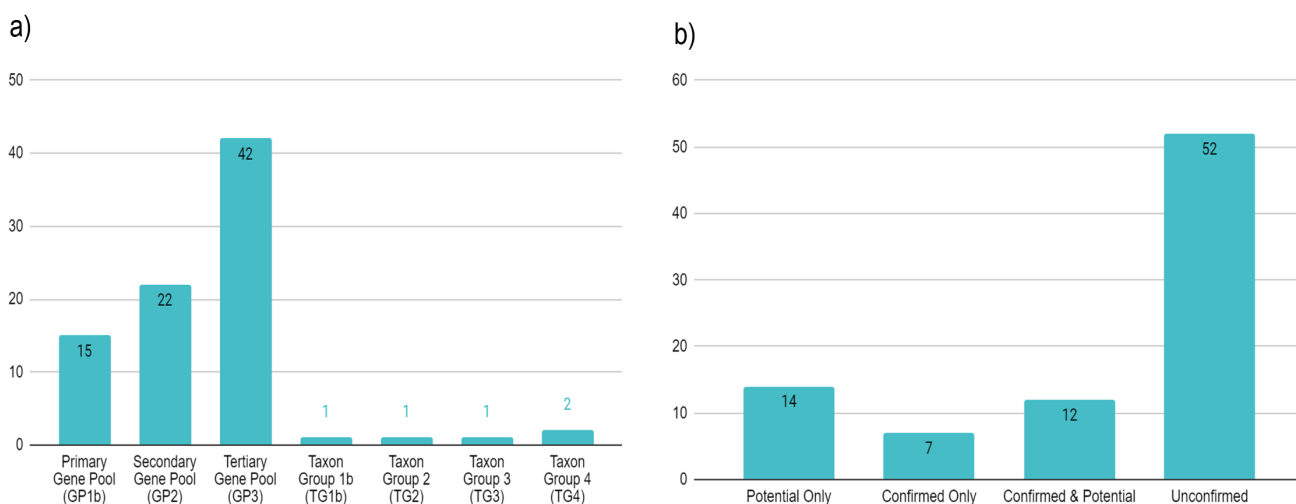 a)
50
40
30
20
10
0
15
22
42
1
1
1
2
Primary
Gene Pool
(GP1b)
Secondary
Gene Pool
(GP2)
Tertiary
Gene Pool
(GP3)
Taxon
Group 1b
(TG1b)
Taxon
Group 2
(TG2)
Taxon
Group 3
(TG3)
Taxon
Group 4
(TG4)
b)
60
50
40
30
20
10
0
14
7
12
52
Potential Only
Confirmed Only
Confirmed & Potential
Unconfirmed